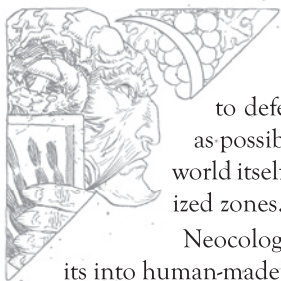 to defe
as possib
world itself
ized zones.
Neocolog
its into human-made